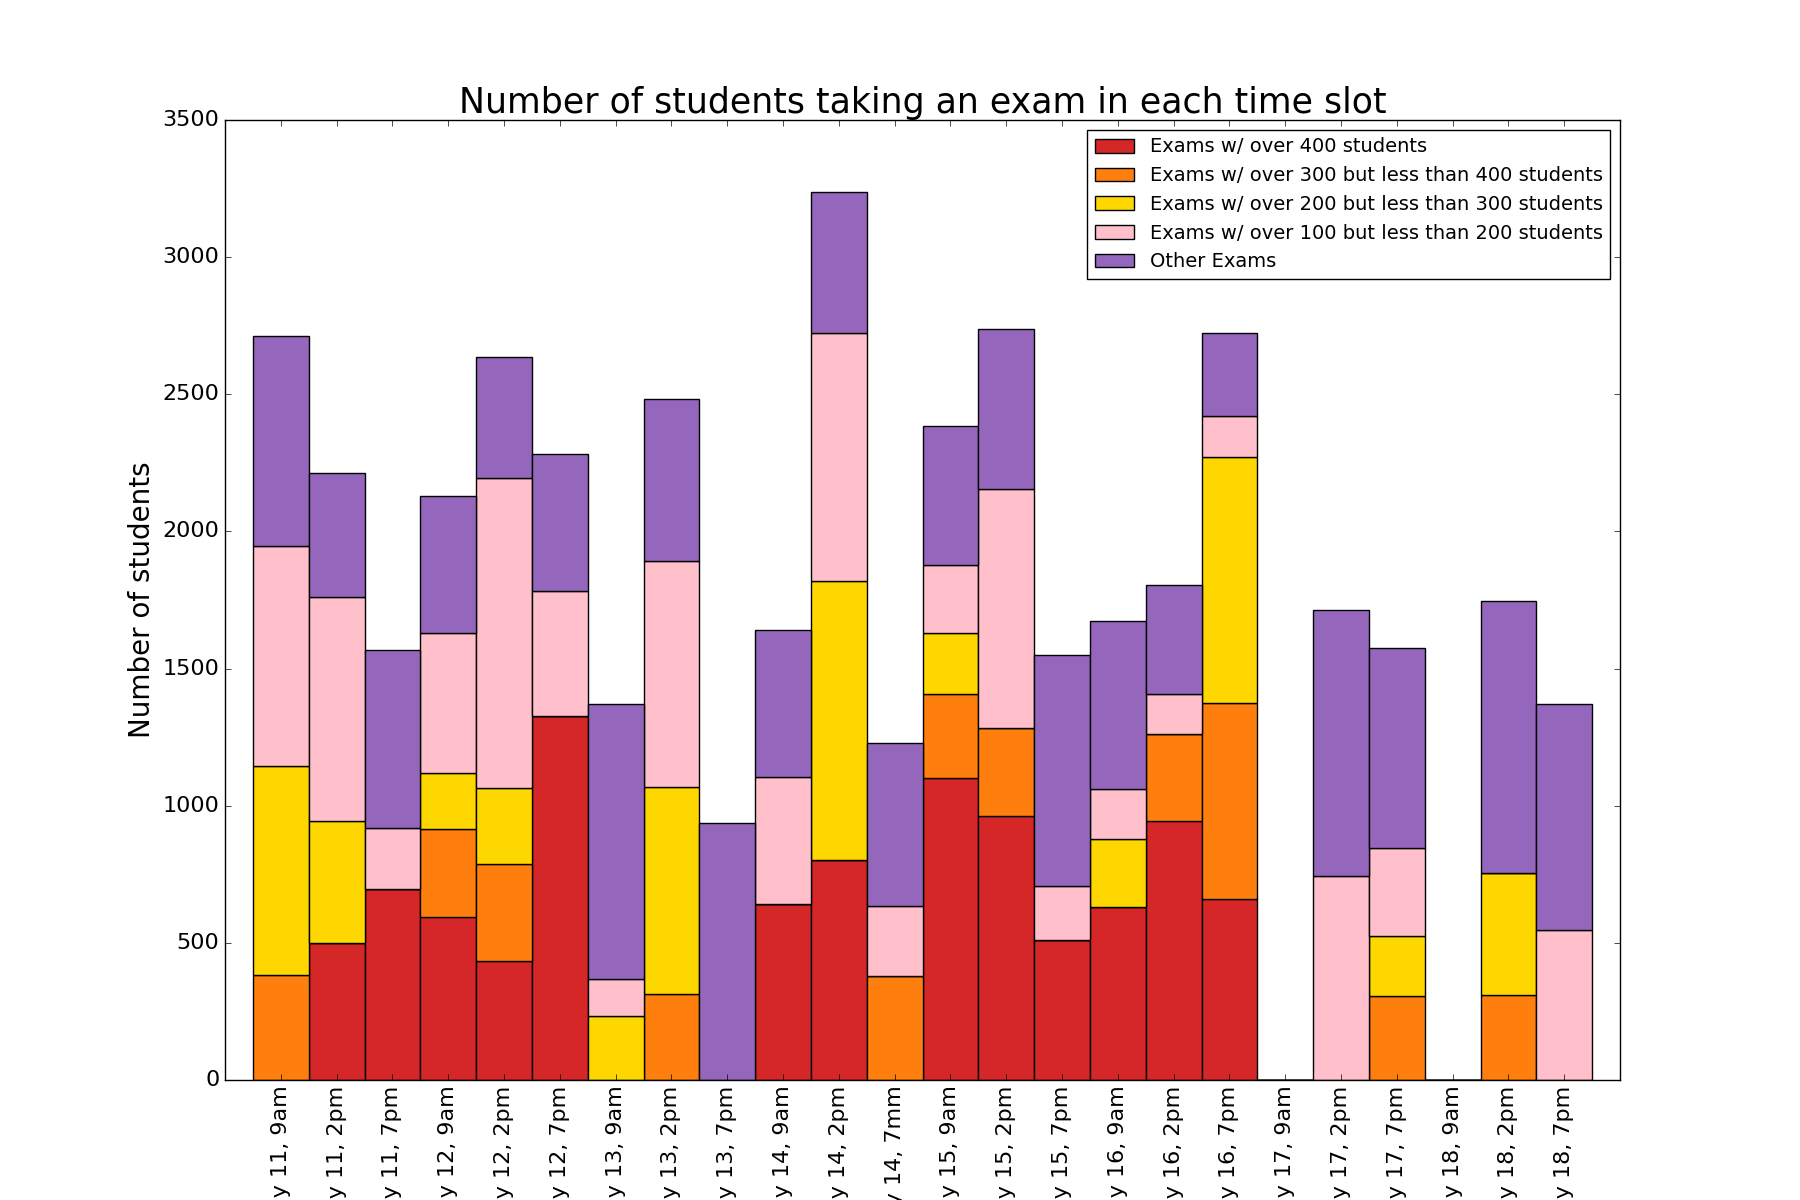 Number of students taking an exam in each time slot
Exams w/ over 400 students
Exams w/ over 300 but less than 400 students
Exams w/ over 200 but less than 300 students
Exams w/ over 100 but less than 200 students
Other Exams
Number of students
3500
3000
2500
2000
1500
1000
500
0
y 11, 9am
y 11, 2pm
y 11, 7pm
y 12, 9am
y 12, 2pm
y 12, 7pm
y 13, 9am
y 13, 2pm
y 13, 7pm
y 14, 9am
y 14, 2pm
y 14, 7mm
y 15, 9am
y 15, 2pm
y 15, 7pm
y 16, 9am
y 16, 2pm
y 16, 7pm
y 17, 9am
y 17, 2pm
y 17, 7pm
y 18, 9am
y 18, 2pm
y 18, 7pm